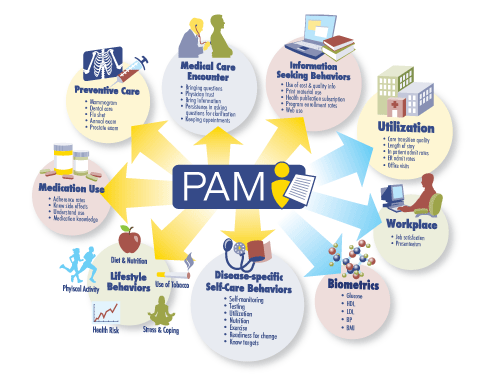 Preventive Care
• Mammogram
• Dental care
• Flu shot
• Annual exam
• Prostate exam
Medical Care
Encounter
• Bringing questions
• Physician trust
• Bring information
• Persistence in asking
questions for clarification
• Keeping appointments
Information
Seeking Behaviors
• Use of cost & quality info
• Print material use
• Health publication subscription
• Program enrollment rates
• Web use
Utilization
• Care transition quality
• Length of stay
• In patient admit rates
• ER admit rates
• Office visits
Medication Use
• Adherence rates
• Know side effects
• Understand use
• Medication knowledge
PAM
Workplace
• Job satisfaction
• Presenteeism
Diet & Nutrition
Lifestyle
Behaviors
Physical Activity
Use of Tobacco
Health Risk
Stress & Coping
Disease-specific
Self-Care Behaviors
• Self-monitoring
• Testing
• Utilization
• Nutrition
• Exercise
• Readiness for change
• Know targets
Biometrics
• Glucose
• HDL
• LDL
• BP
• BMI